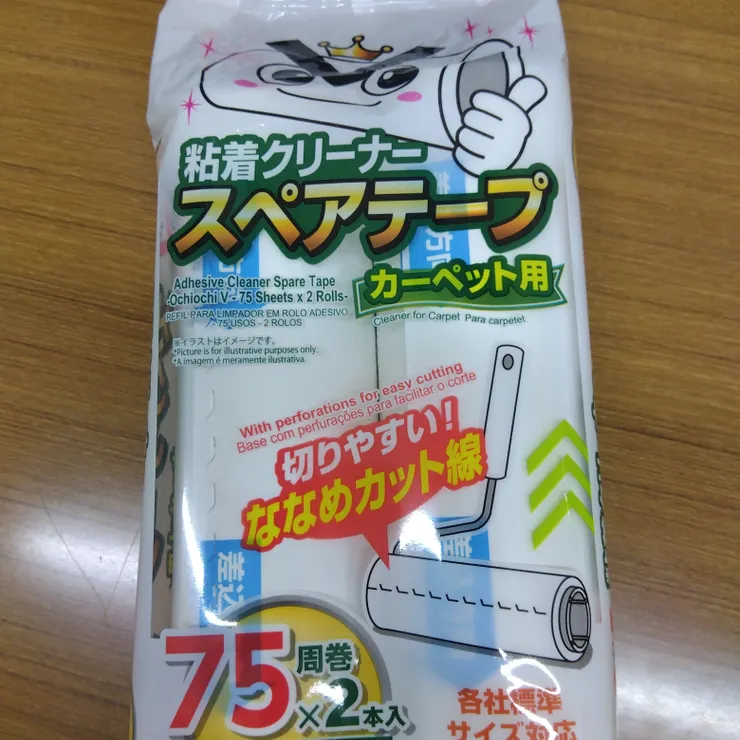 粘着クリーナー
スペアテープ
カーペット用
Adhesive Cleaner Spare Tape
-Ochiochi V - 75 Sheets x 2 Rolls-
REFIL PARA LIMPADOR EM ROLO ADESIVO
- 75 USOS - 2 ROLOS
Cleaner for Carpet Para carpetet
※イラストはイメージです。
*Picture is for illustrative purposes only.
*A imagem é meramente ilustrativa.
With perforations for easy cutting
Base com perfurações para facilitar o corte
切りやすい!
ななめカット線
差込
75周巻
×2本入
各社標準
サイズ対応